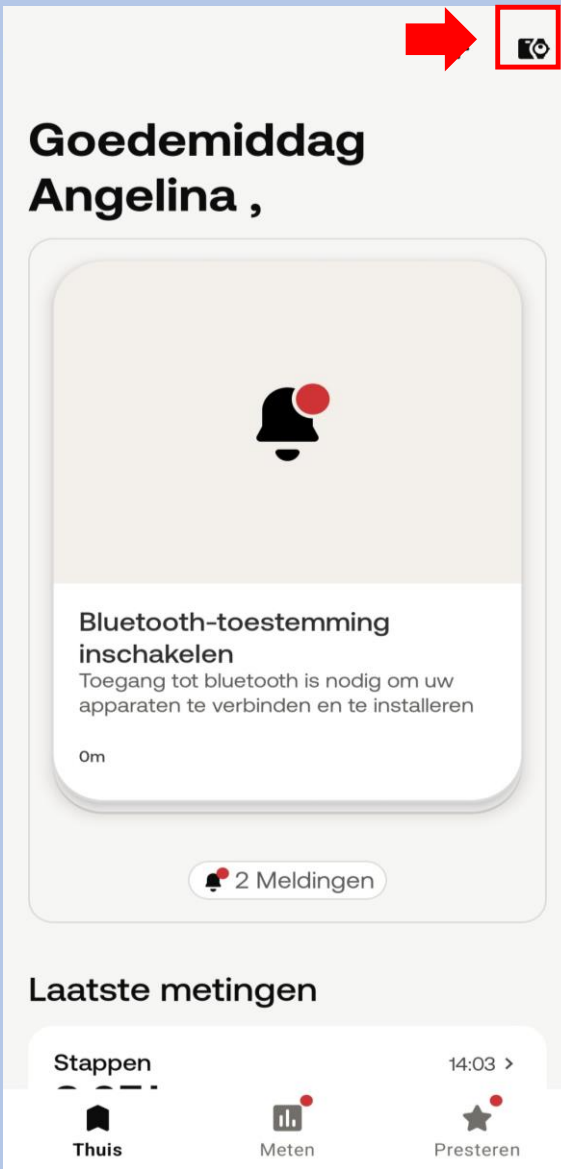 Goedemiddag
Angelina ,
Bluetooth-toestemming
inschakelen
Toegang tot bluetooth is nodig om uw
apparaten te verbinden en te installeren
0m
2 Meldingen
Laatste metingen
Stappen 14:03 >
Thuis Meten Presteren